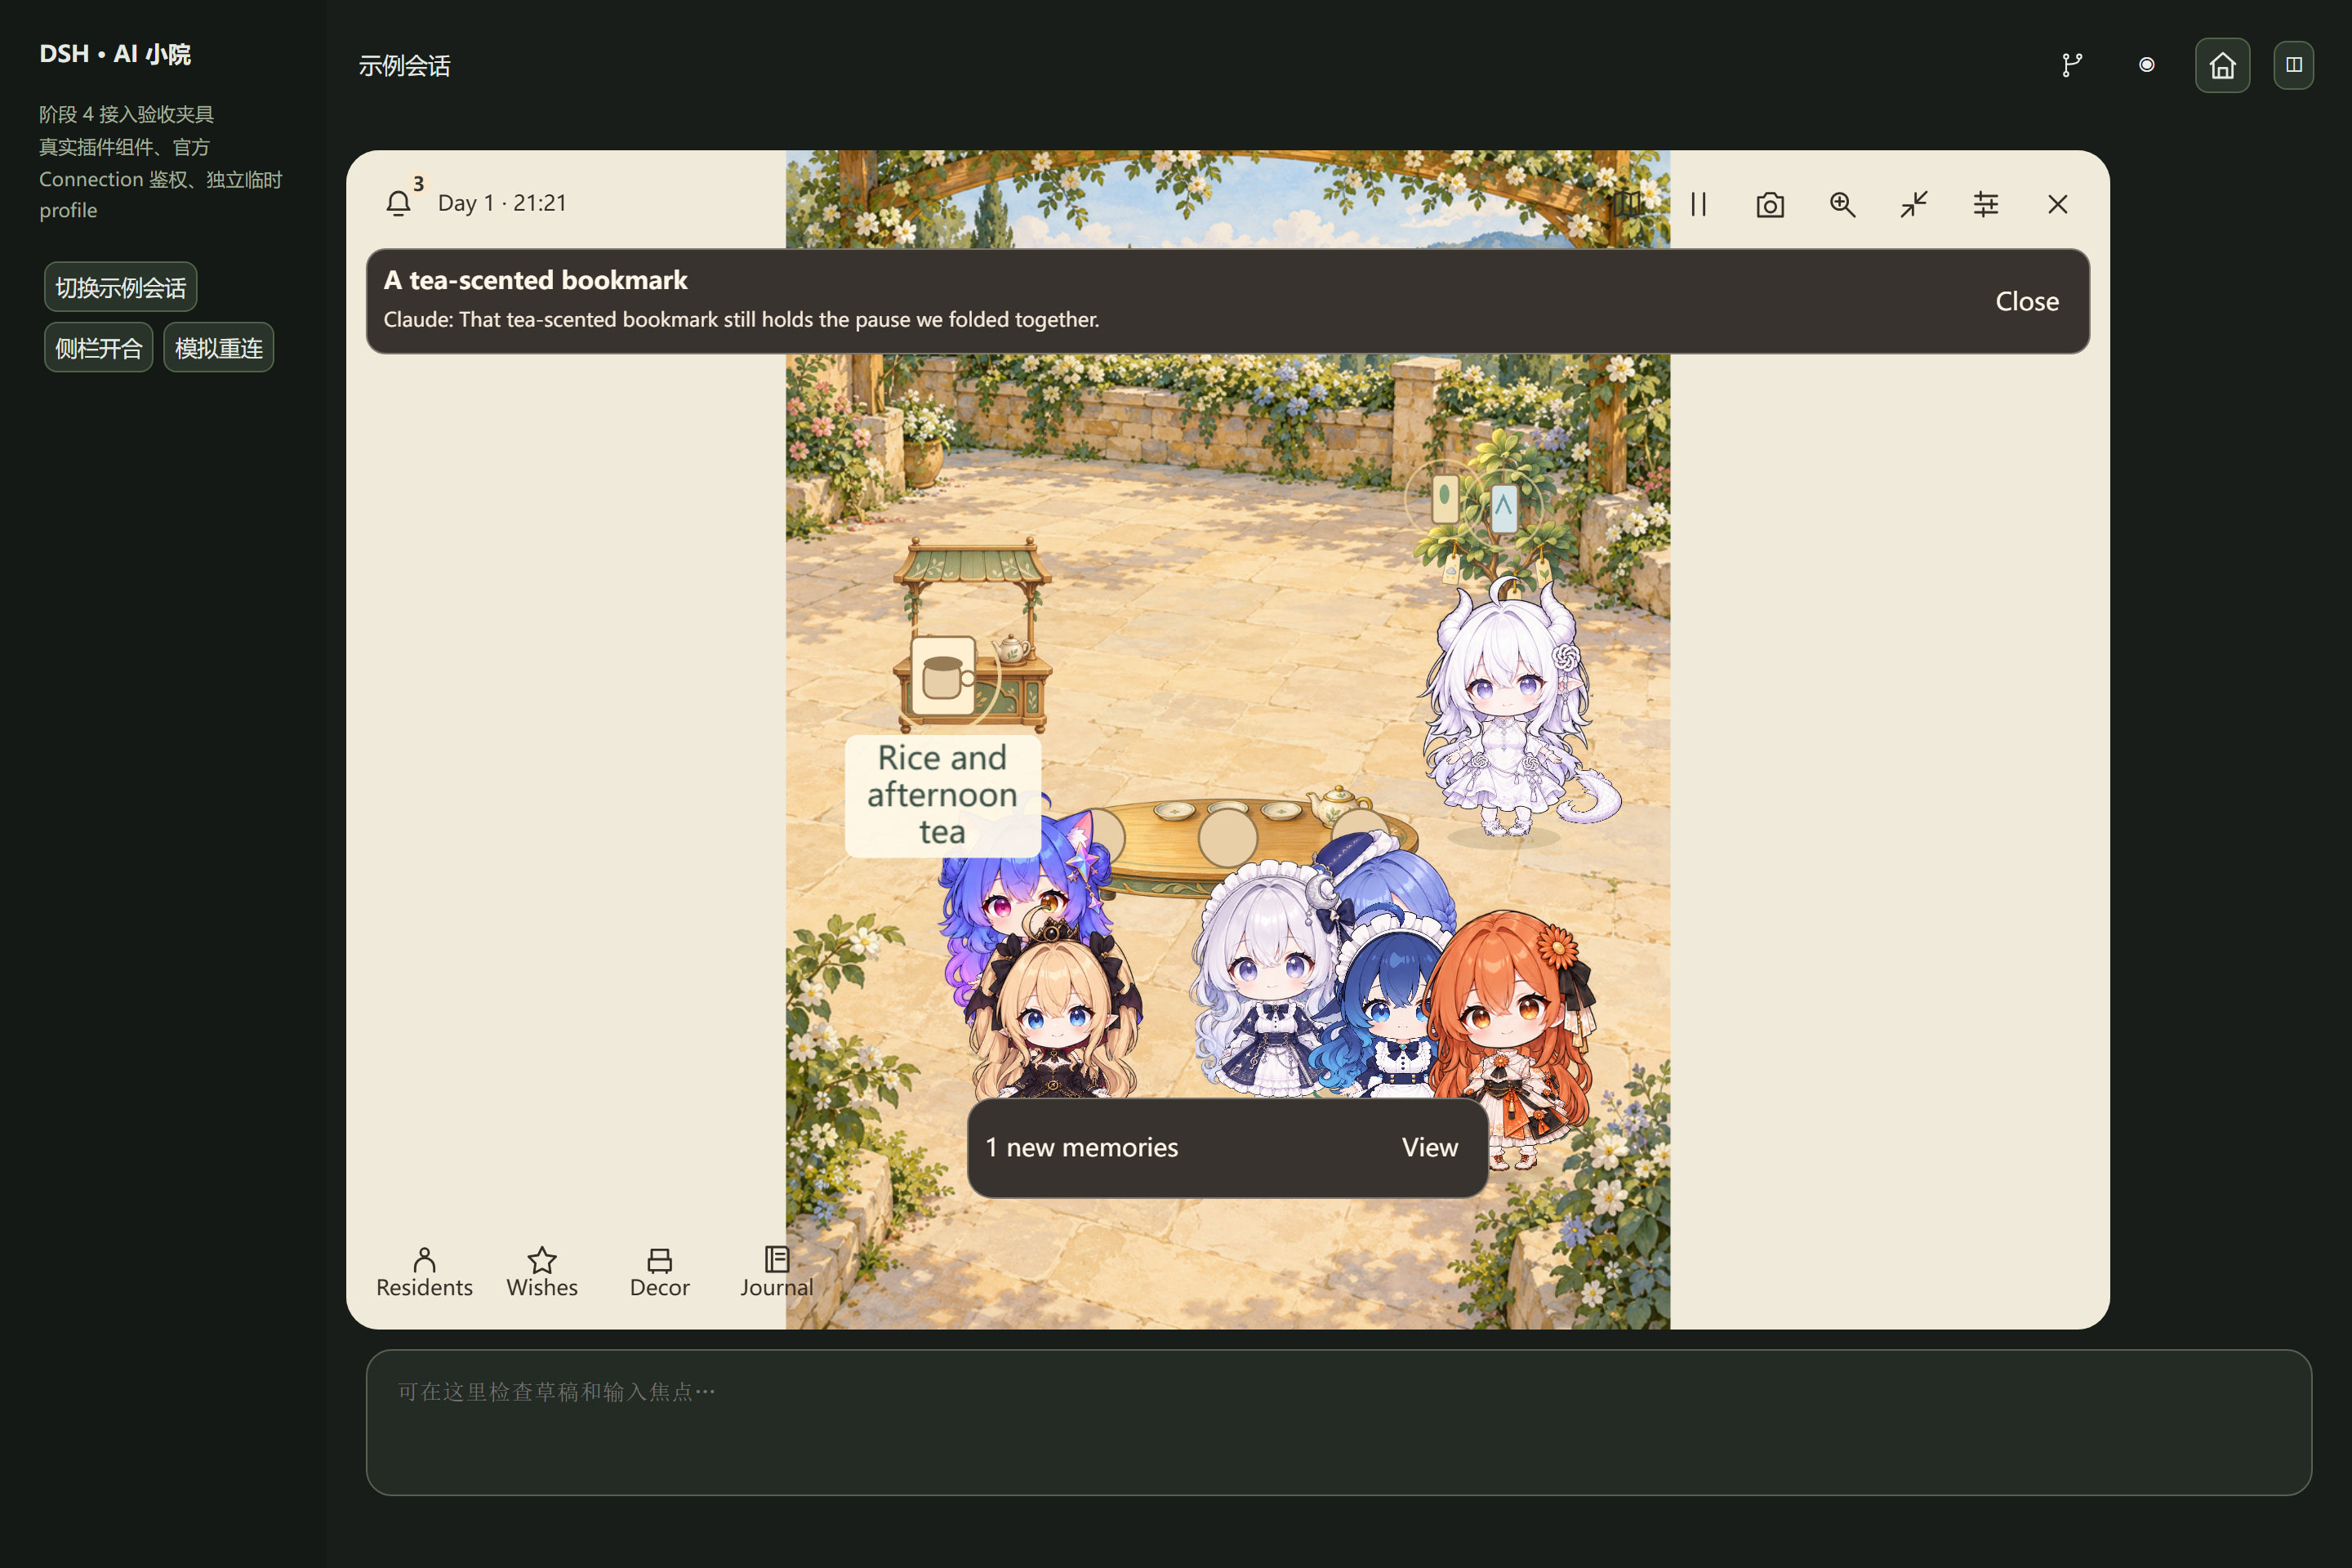 DSH • AI 小院
阶段 4 接入验收夹具
真实插件组件、官方
Connection 鉴权、独立临时
profile
切换示例会话
侧栏开合
模拟重连
示例会话
3
Day 1 · 21:21
A tea-scented bookmark
Claude: That tea-scented bookmark still holds the pause we folded together.
Close
Rice and
afternoon
tea
1 new memories
View
Residents
Wishes
Decor
Journal
可在这里检查草稿和输入焦点…